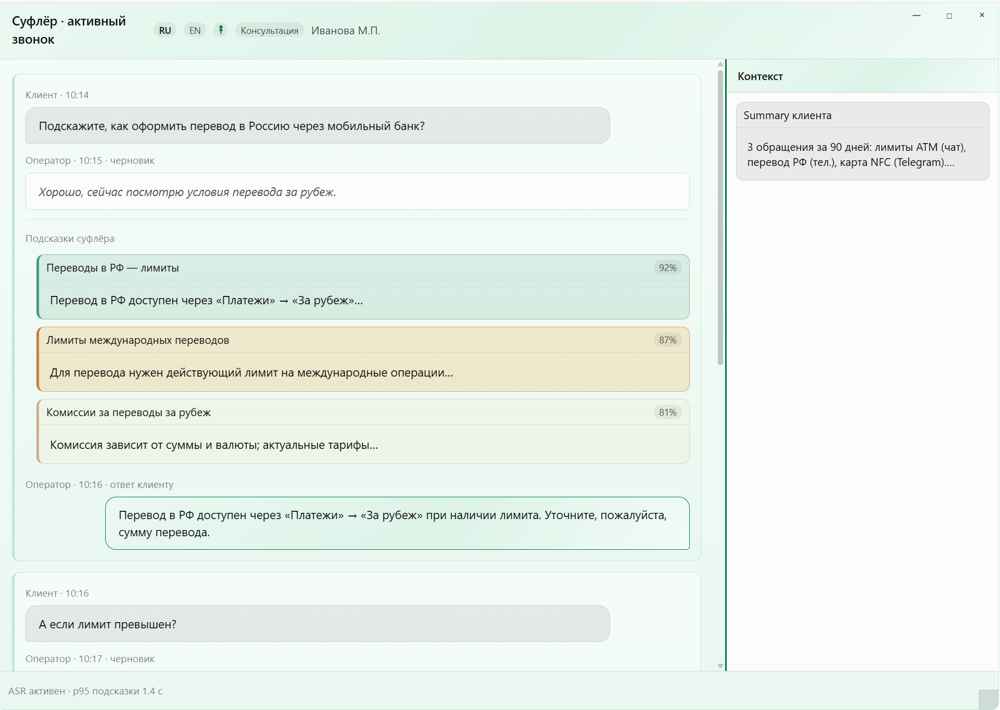 Суфлёр · активный
звонок
RU
EN
Консультация
Иванова М.П.
Клиент · 10:14
Подскажите, как оформить перевод в Россию через мобильный банк?
Оператор · 10:15 · черновик
Хорошо, сейчас посмотрю условия перевода за рубеж.
Подсказки суфлёра
Переводы в РФ — лимиты
92%
Перевод в РФ доступен через «Платежи» → «За рубеж»...
Лимиты международных переводов
87%
Для перевода нужен действующий лимит на международные операции...
Комиссии за переводы за рубеж
81%
Комиссия зависит от суммы и валюты; актуальные тарифы...
Оператор · 10:16 · ответ клиенту
Перевод в РФ доступен через «Платежи» → «За рубеж» при наличии лимита. Уточните, пожалуйста,
сумму перевода.
Клиент · 10:16
А если лимит превышен?
Оператор · 10:17 · черновик
Контекст
Summary клиента
3 обращения за 90 дней: лимиты ATM (чат),
перевод РФ (тел.), карта NFC (Telegram)....
ASR активен · p95 подсказки 1.4 с